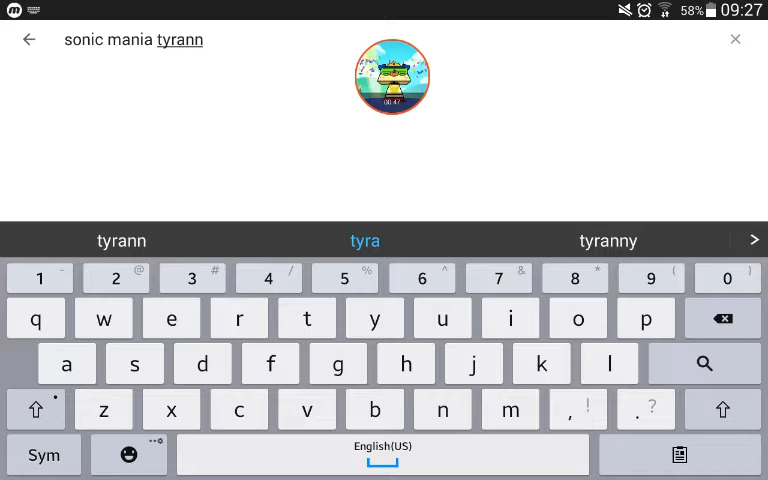 58% 09:27
sonic mania tyrann
00:47
tyrann tyra tyranny >
1 - 2 @ 3 # 4 / 5 % 6 ^ 7 & 8 * 9 ( 0 )
q w e r t y u i o p
a s d f g h j k l
z x c v b n m , ! . ?
Sym English(US)